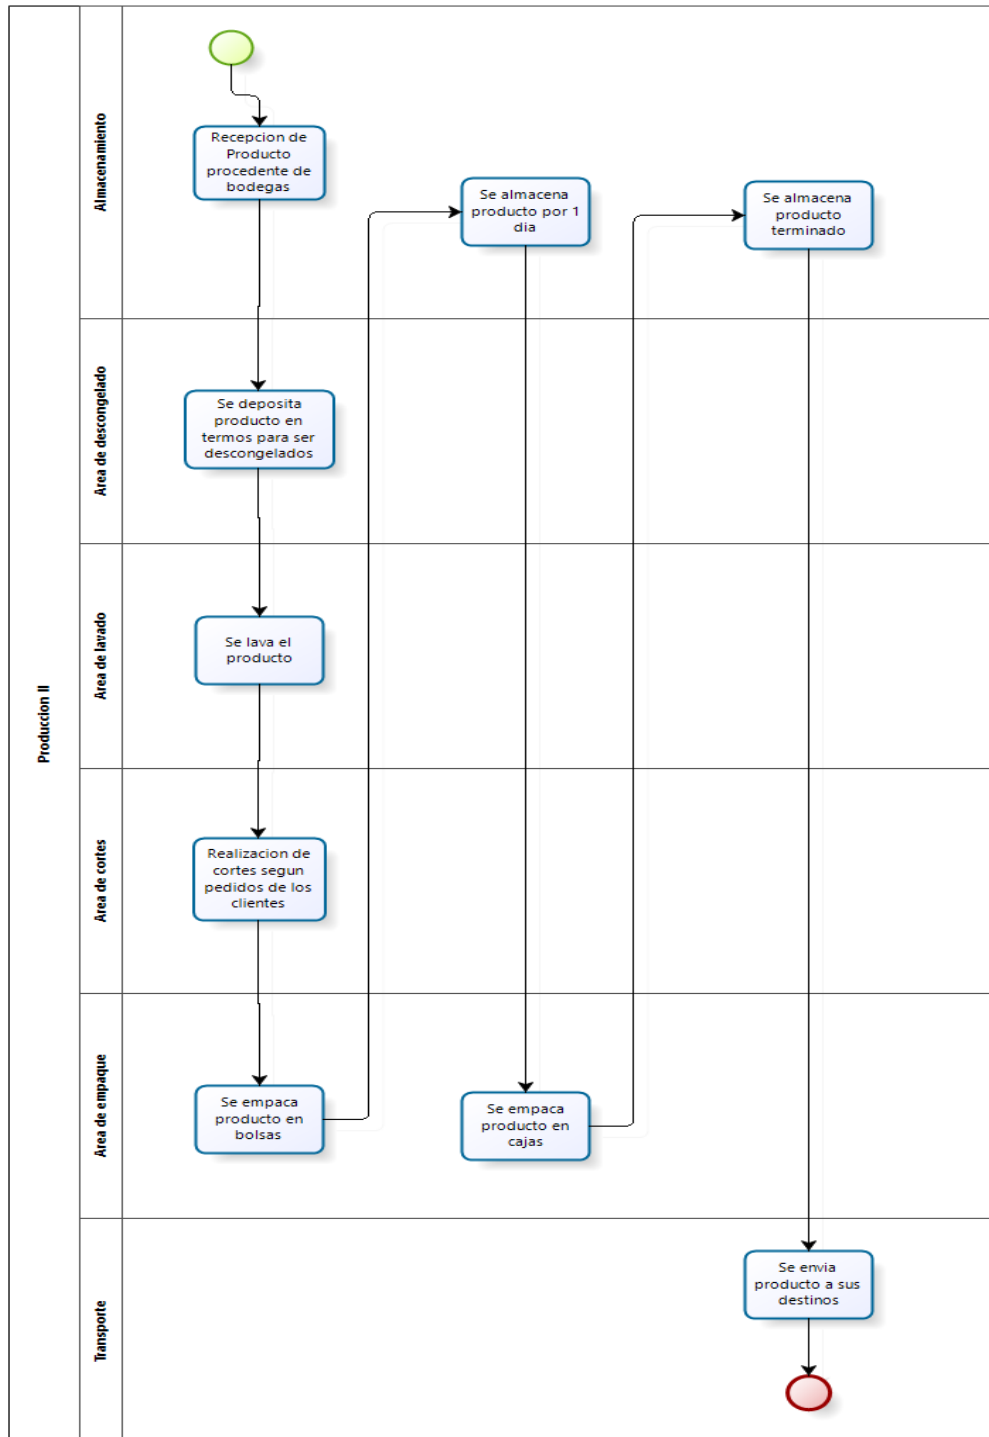 Produccion II
Almacenamiento
Recepcion de
Producto
procedente de
bodegas
Se almacena
producto por 1
dia
Se almacena
producto
terminado
Area de descongelado
Se deposita
producto en
termos para ser
descongelados
Area de lavado
Se lava el
producto
Area de cortes
Realizacion de
cortes segun
pedidos de los
clientes
Area de empaque
Se empaca
producto en
bolsas
Se empaca
producto en
cajas
Transporte
Se envia
producto a sus
destinos